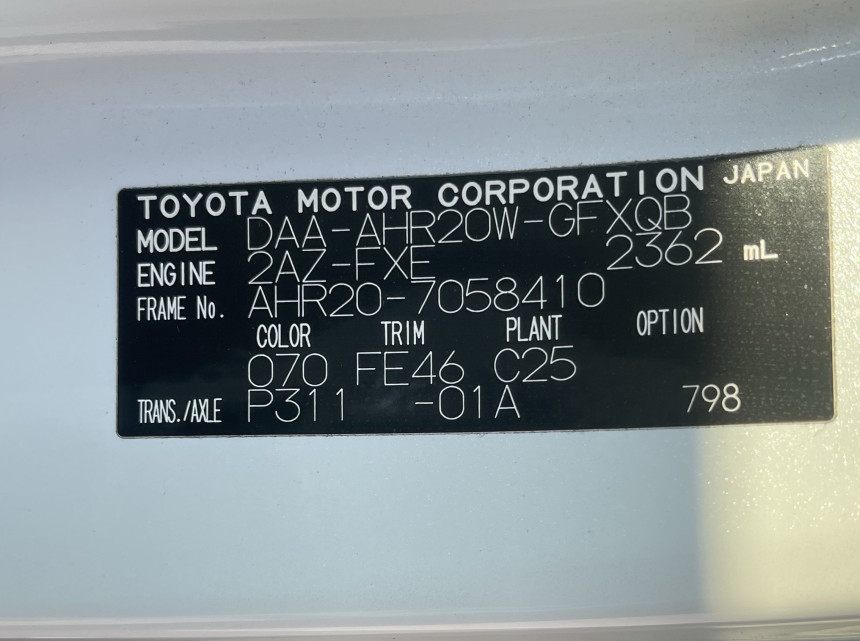 TOYOTA MOTOR CORPORATION JAPAN
MODEL DAA-AHR20W-GFXQB
ENGINE 2AZ-FXE 2362 mL
FRAME No. AHR20-7058410
COLOR TRIM PLANT OPTION
070 FE46 C25
TRANS./AXLE P311 -01A 798